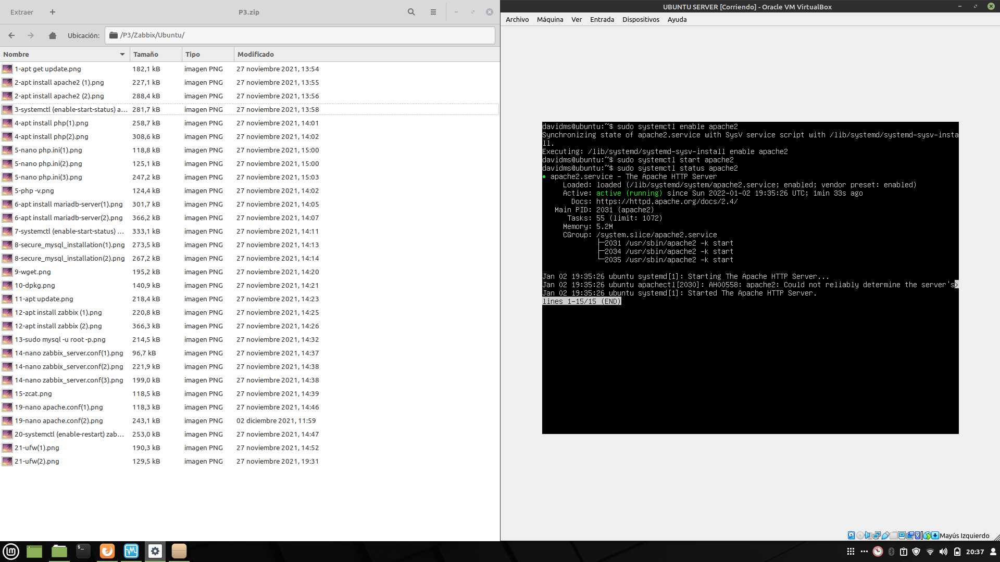 Extraer
P3.zip
Ubicación: /P3/Zabbix/Ubuntu/
Nombre Tamaño Tipo Modificado
1-apt get update.png 182,1 kB imagen PNG 27 noviembre 2021, 13:54
2-apt install apache2 (1).png 227,1 kB imagen PNG 27 noviembre 2021, 13:55
2-apt install apache2 (2).png 288,4 kB imagen PNG 27 noviembre 2021, 13:56
3-systemctl (enable-start-status) a... 281,7 kB imagen PNG 27 noviembre 2021, 13:58
4-apt install php(1).png 258,7 kB imagen PNG 27 noviembre 2021, 14:01
4-apt install php(2).png 308,6 kB imagen PNG 27 noviembre 2021, 14:02
5-nano php.ini(1).png 118,8 kB imagen PNG 27 noviembre 2021, 15:00
5-nano php.ini(2).png 125,1 kB imagen PNG 27 noviembre 2021, 15:00
5-nano php.ini(3).png 247,2 kB imagen PNG 27 noviembre 2021, 15:03
5-php -v.png 124,4 kB imagen PNG 27 noviembre 2021, 14:02
6-apt install mariadb-server(1).png 301,7 kB imagen PNG 27 noviembre 2021, 14:05
6-apt install mariadb-server(2).png 366,2 kB imagen PNG 27 noviembre 2021, 14:07
7-systemctl (enable-start-status) ... 333,1 kB imagen PNG 27 noviembre 2021, 14:11
8-secure_mysql_installation(1).png 273,5 kB imagen PNG 27 noviembre 2021, 14:13
8-secure_mysql_installation(2).png 267,2 kB imagen PNG 27 noviembre 2021, 14:14
9-wget.png 195,2 kB imagen PNG 27 noviembre 2021, 14:20
10-dpkg.png 140,9 kB imagen PNG 27 noviembre 2021, 14:21
11-apt update.png 218,4 kB imagen PNG 27 noviembre 2021, 14:23
12-apt install zabbix (1).png 220,8 kB imagen PNG 27 noviembre 2021, 14:25
12-apt install zabbix (2).png 366,3 kB imagen PNG 27 noviembre 2021, 14:26
13-sudo mysql -u root -p.png 214,5 kB imagen PNG 27 noviembre 2021, 14:32
14-nano zabbix_server.conf(1).png 96,7 kB imagen PNG 27 noviembre 2021, 14:37
14-nano zabbix_server.conf(2).png 221,9 kB imagen PNG 27 noviembre 2021, 14:38
14-nano zabbix_server.conf(3).png 199,0 kB imagen PNG 27 noviembre 2021, 14:38
15-zcat.png 118,5 kB imagen PNG 27 noviembre 2021, 14:39
19-nano apache.conf(1).png 118,3 kB imagen PNG 27 noviembre 2021, 14:46
19-nano apache.conf(2).png 243,1 kB imagen PNG 02 diciembre 2021, 11:59
20-systemctl (enable-restart) zab... 253,0 kB imagen PNG 27 noviembre 2021, 14:47
21-ufw(1).png 190,3 kB imagen PNG 27 noviembre 2021, 14:52
21-ufw(2).png 129,5 kB imagen PNG 27 noviembre 2021, 19:31
UBUNTU SERVER [Corriendo] - Oracle VM VirtualBox
Archivo Máquina Ver Entrada Dispositivos Ayuda
davidms@ubuntu:~$ sudo systemctl enable apache2
Synchronizing state of apache2.service with SysV service script with /lib/systemd/systemd-sysv-insta
ll.
Executing: /lib/systemd/systemd-sysv-install enable apache2
davidms@ubuntu:~$ sudo systemctl start apache2
davidms@ubuntu:~$ sudo systemctl status apache2
● apache2.service - The Apache HTTP Server
Loaded: loaded (/lib/systemd/system/apache2.service; enabled; vendor preset: enabled)
Active: active (running) since Sun 2022-01-02 19:35:26 UTC; 1min 33s ago
Docs: https://httpd.apache.org/docs/2.4/
Main PID: 2031 (apache2)
Tasks: 55 (limit: 1072)
Memory: 5.2M
CGroup: /system.slice/apache2.service
├─2031 /usr/sbin/apache2 -k start
├─2034 /usr/sbin/apache2 -k start
└─2035 /usr/sbin/apache2 -k start
Jan 02 19:35:26 ubuntu systemd[1]: Starting The Apache HTTP Server...
Jan 02 19:35:26 ubuntu apachectl[2030]: AH00558: apache2: Could not reliably determine the server's>
Jan 02 19:35:26 ubuntu systemd[1]: Started The Apache HTTP Server.
lines 1-15/15 (END)
Mayús Izquierdo
20:37